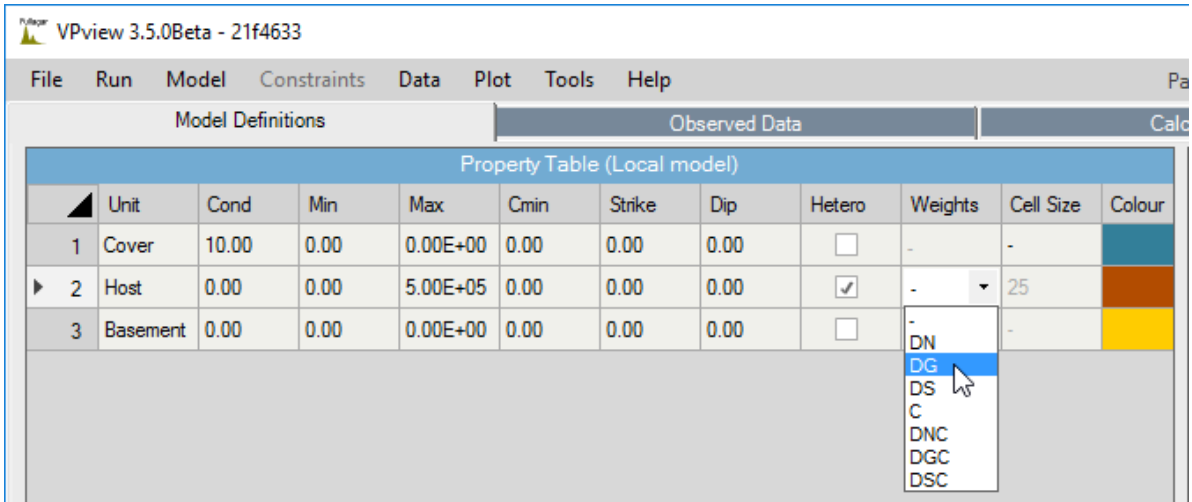 VPview 3.5.0Beta - 21f4633
File Run Model Constraints Data Plot Tools Help Pa
Model Definitions Observed Data Calc
Property Table (Local model)
Unit Cond Min Max Cmin Strike Dip Hetero Weights Cell Size Colour
1 Cover 10.00 0.00 0.00E+00 0.00 0.00 0.00 - -
2 Host 0.00 0.00 5.00E+05 0.00 0.00 0.00 - 25
3 Basement 0.00 0.00 0.00E+00 0.00 0.00 0.00 -
-
DN
DG
DS
C
DNC
DGC
DSC